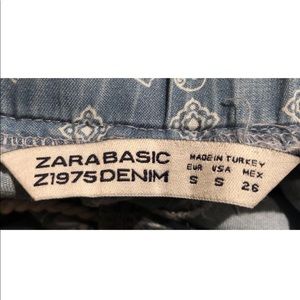 ZARABASIC
Z1975DENIM
MADE IN TURKEY
EUR USA MEX
S S 26